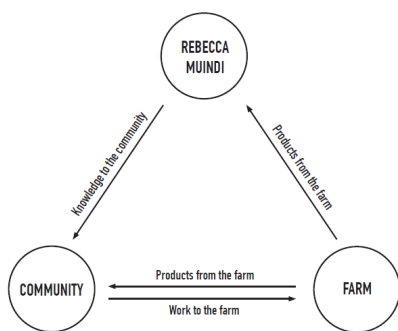 REBECCA
MUINDI
Knowledge to the community
Products from the farm
Products from the farm
COMMUNITY
FARM
Work to the farm